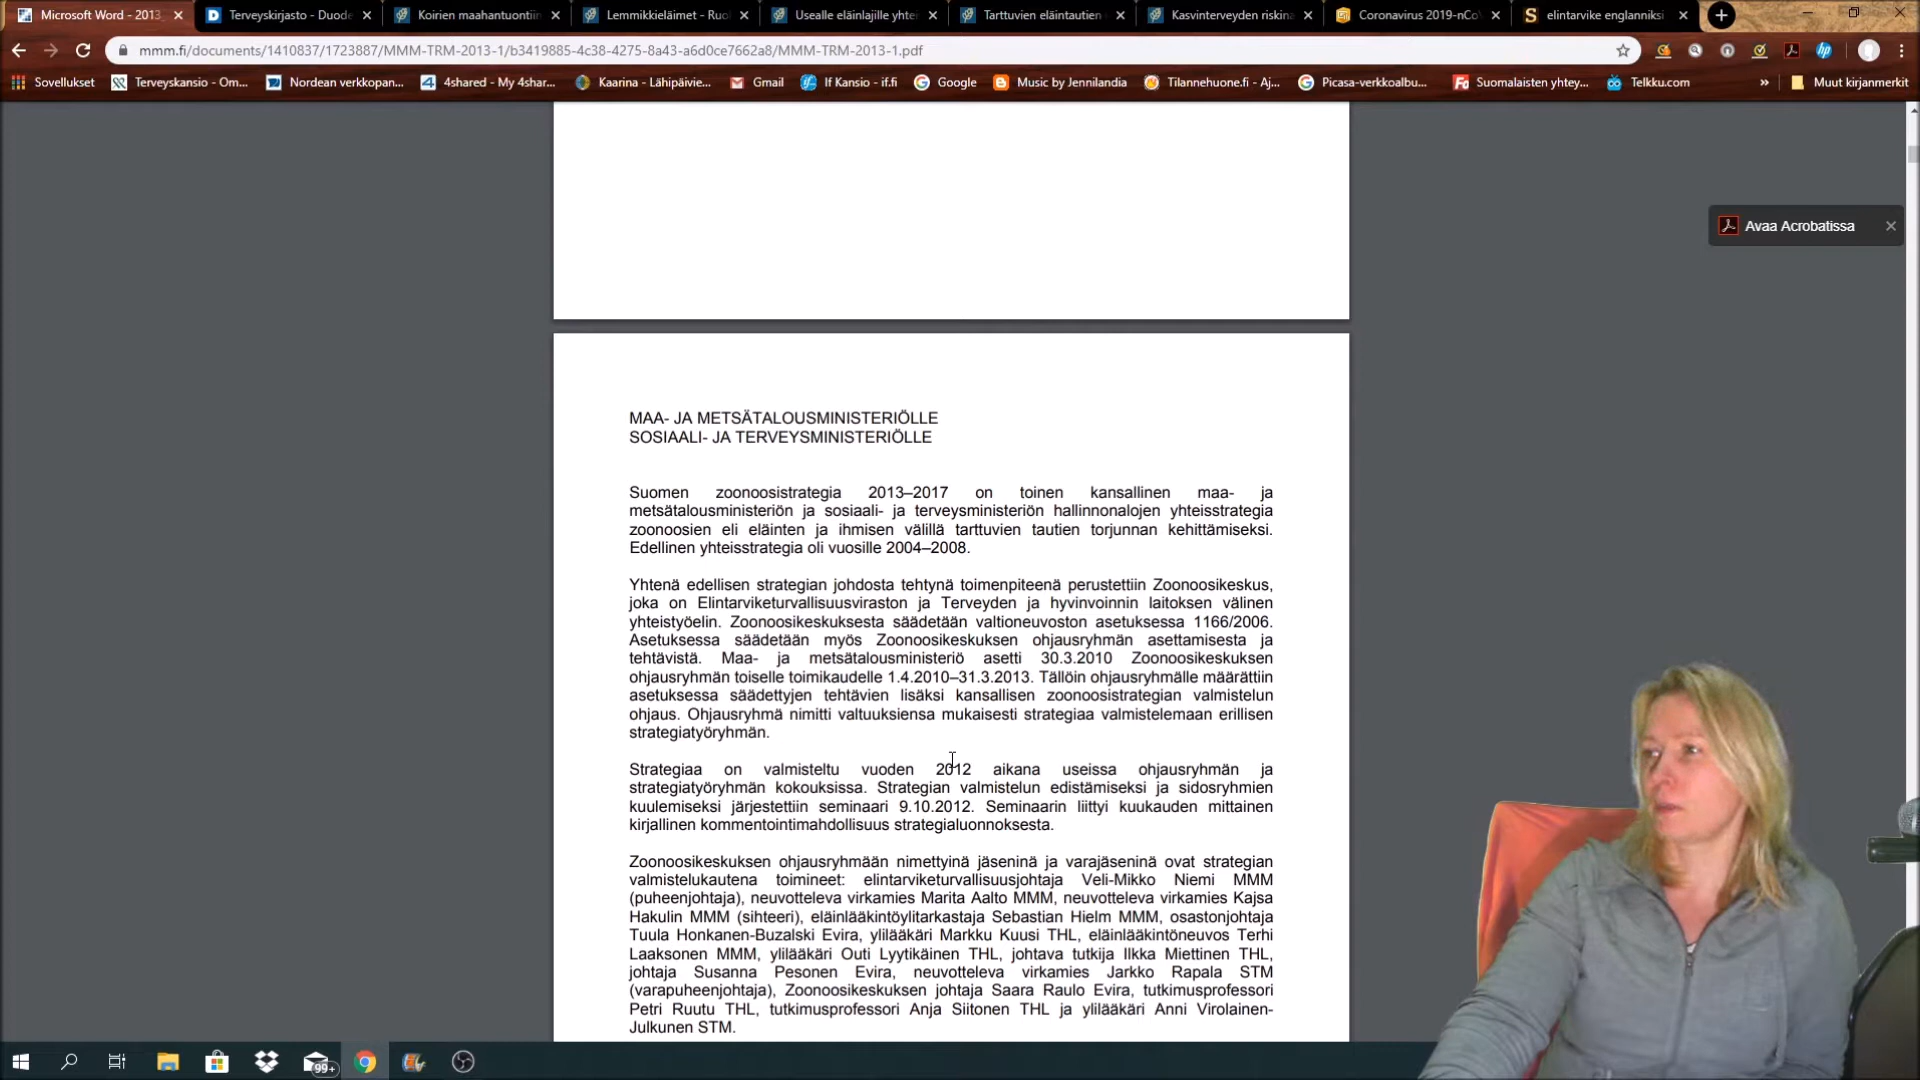 Microsoft Word - 2013
Terveyskirjasto - Duode
Koirien maahantuontiin
Lemmikkieläimet - Ruol
Usealle eläinlajille yhte
Tarttuvien eläintautien
Kasvinterveyden riskina
Coronavirus 2019-nCo
elintarvike englanniksi
mmm.fi/documents/1410837/1723887/MMM-TRM-2013-1/b3419885-4c38-4275-8a43-a6d0ce7662a8/MMM-TRM-2013-1.pdf
Sovellukset
Terveyskansio - Om...
Nordean verkkopan...
4shared - My 4shar...
Kaarina - Lähipäivie...
Gmail
If Kansio - if.fi
Google
Music by Jennilandia
Tilannehuone.fi - Aj...
Picasa-verkkoalbu...
Suomalaisten yhtey...
Telkku.com
»
Muut kirjanmerkit
Avaa Acrobatissa
MAA- JA METSÄTALOUSMINISTERIÖLLE
SOSIAALI- JA TERVEYSMINISTERIÖLLE
Suomen zoonoosistrategia 2013–2017 on toinen kansallinen maa- ja
metsätalousministeriön ja sosiaali- ja terveysministeriön hallinnonalojen yhteisstrategia
zoonoosien eli eläinten ja ihmisen välillä tarttuvien tautien torjunnan kehittämiseksi.
Edellinen yhteisstrategia oli vuosille 2004–2008.
Yhtenä edellisen strategian johdosta tehtynä toimenpiteenä perustettiin Zoonoosikeskus,
joka on Elintarviketurvallisuusviraston ja Terveyden ja hyvinvoinnin laitoksen välinen
yhteistyöelin. Zoonoosikeskuksesta säädetään valtioneuvoston asetuksessa 1166/2006.
Asetuksessa säädetään myös Zoonoosikeskuksen ohjausryhmän asettamisesta ja
tehtävistä. Maa- ja metsätalousministeriö asetti 30.3.2010 Zoonoosikeskuksen
ohjausryhmän toiselle toimikaudelle 1.4.2010–31.3.2013. Tällöin ohjausryhmälle määrättiin
asetuksessa säädettyjen tehtävien lisäksi kansallisen zoonoosistrategian valmistelun
ohjaus. Ohjausryhmä nimitti valtuuksiensa mukaisesti strategiaa valmistelemaan erillisen
strategiatyöryhmän.
Strategiaa on valmisteltu vuoden 2012 aikana useissa ohjausryhmän ja
strategiatyöryhmän kokouksissa. Strategian valmistelun edistämiseksi ja sidosryhmien
kuulemiseksi järjestettiin seminaari 9.10.2012. Seminaarin liittyi kuukauden mittainen
kirjallinen kommentointimahdollisuus strategialuonnoksesta.
Zoonoosikeskuksen ohjausryhmään nimettyinä jäseninä ja varajäseninä ovat strategian
valmistelukautena toimineet: elintarviketurvallisuusjohtaja Veli-Mikko Niemi MMM
(puheenjohtaja), neuvotteleva virkamies Marita Aalto MMM, neuvotteleva virkamies Kajsa
Hakulin MMM (sihteeri), eläinlääkintöylitarkastaja Sebastian Hielm MMM, osastonjohtaja
Tuula Honkanen-Buzalski Evira, ylilääkäri Markku Kuusi THL, eläinlääkintöneuvos Terhi
Laaksonen MMM, ylilääkäri Outi Lyytikäinen THL, johtava tutkija Ilkka Miettinen THL,
johtaja Susanna Pesonen Evira, neuvotteleva virkamies Jarkko Rapala STM
(varapuheenjohtaja), Zoonoosikeskuksen johtaja Saara Raulo Evira, tutkimusprofessori
Petri Ruutu THL, tutkimusprofessori Anja Siitonen THL ja ylilääkäri Anni Virolainen-
Julkunen STM.
99+